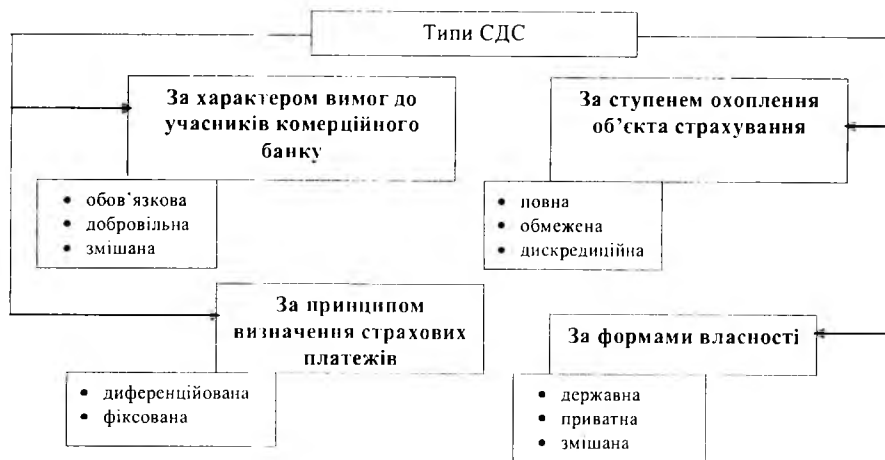 Типи СДС
За характером вимог до
учасників комерційного
банку
• обов'язкова
• добровільна
• змішана
За ступенем охоплення
об'єкта страхування
• повна
• обмежена
• дискредиційна
За принципом
визначення страхових
платежів
• диференційована
• фіксована
За формами власності
• державна
• приватна
• змішана